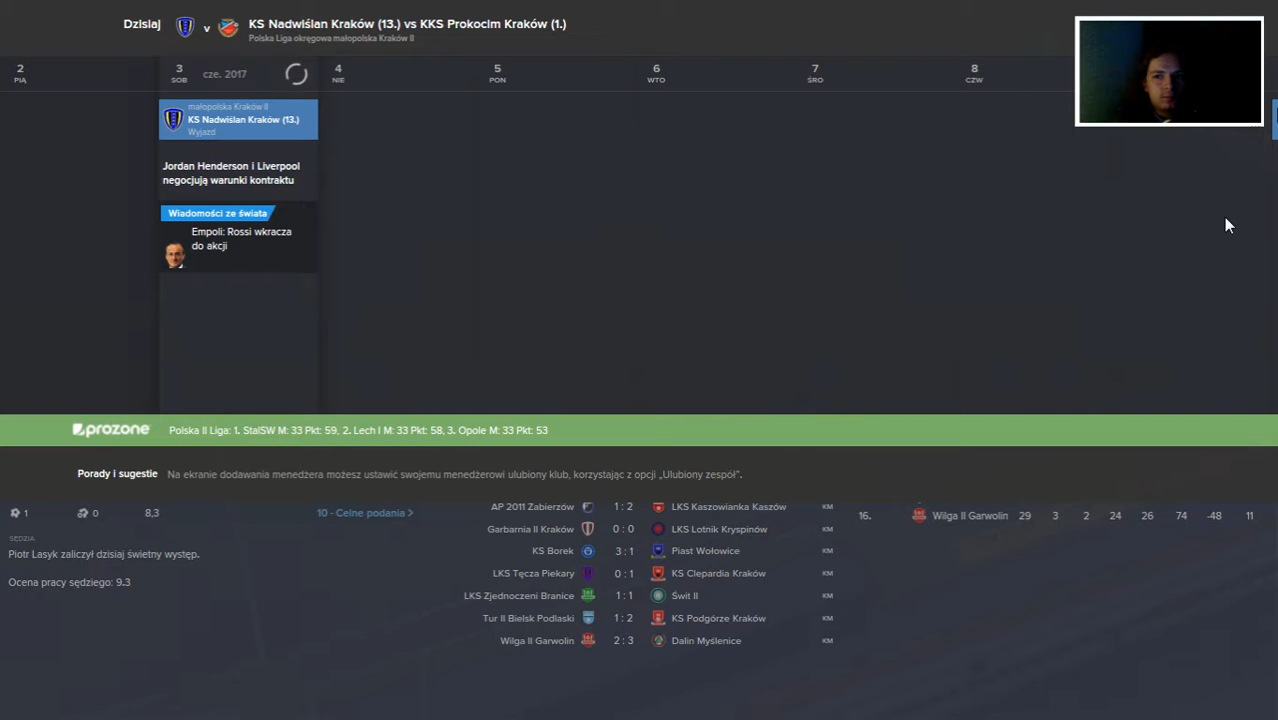 Dzisiaj v KS Nadwiślan Kraków (13.) vs KKS Prokocim Kraków (1.)
Polska Liga okręgowa małopolska Kraków II
2 3 cze. 2017 4 5 6 7 8
PIĄ SOB NIE PON WTO ŚRO CZW
małopolska Kraków II
KS Nadwiślan Kraków (13.)
Wyjazd
Jordan Henderson i Liverpool
negocjują warunki kontraktu
Wiadomości ze świata
Empoli: Rossi wkracza
do akcji
prozone Polska II Liga: 1. StalSW M: 33 Pkt: 59, 2. Lech I M: 33 Pkt: 58, 3. Opole M: 33 Pkt: 53
Porady i sugestie Na ekranie dodawania menedżera możesz ustawić swojemu menedżerowi ulubiony klub, korzystając z opcji „Ulubiony zespół".
AP 2011 Zabierzów 1 : 2 LKS Kaszowianka Kaszów KM
1 0 8,3 10 - Celne podania > 16. Wilga II Garwolin 29 3 2 24 26 74 -48 11
Garbarnia II Kraków 0 : 0 LKS Lotnik Kryspinów KM
SĘDZIA
Piotr Lasyk zaliczył dzisiaj świetny występ. KS Borek 3 : 1 Piast Wołowice KM
LKS Tęcza Piekary 0 : 1 KS Clepardia Kraków KM
Ocena pracy sędziego: 9.3
LKS Zjednoczeni Branice 1 : 1 Świt II KM
Tur II Bielsk Podlaski 1 : 2 KS Podgórze Kraków KM
Wilga II Garwolin 2 : 3 Dalin Myślenice KM